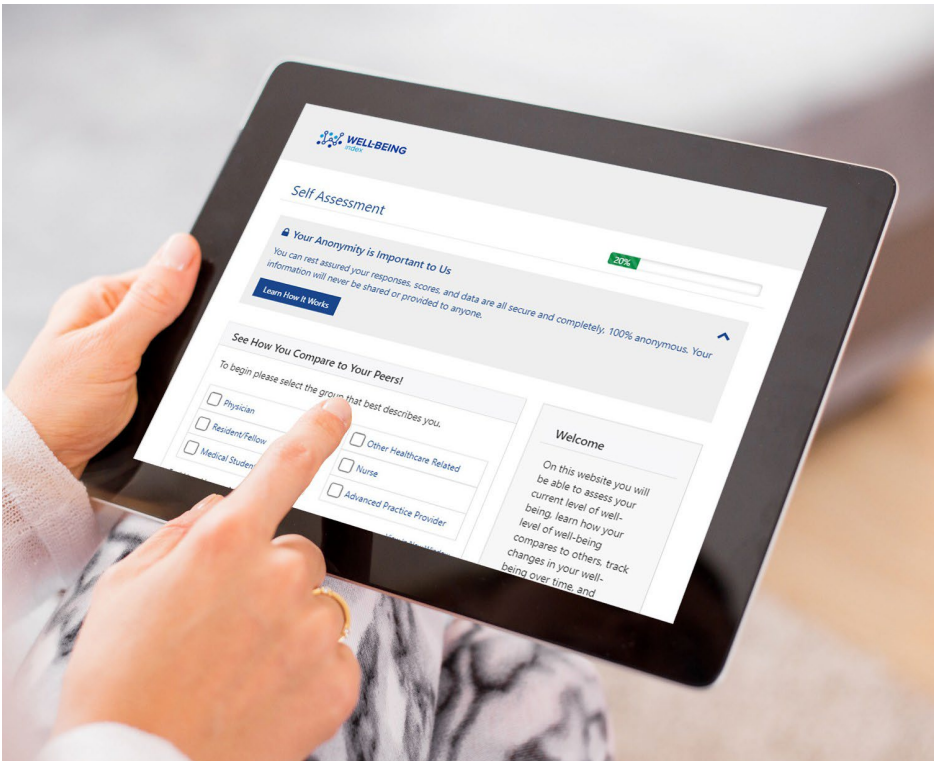 WELL-BEING
index
Self Assessment
20%
Your Anonymity is Important to Us
You can rest assured your responses, scores, and data are all secure and completely, 100% anonymous. Your
information will never be shared or provided to anyone.
Learn How It Works
See How You Compare to Your Peers!
To begin please select the group that best describes you.
Physician
Resident/Fellow
Medical Studen
Other Healthcare Related
Nurse
Advanced Practice Provider
Welcome
On this website you will
be able to assess your
current level of well-
being, learn how your
level of well-being
compares to others, track
changes in your well-
being over time, and